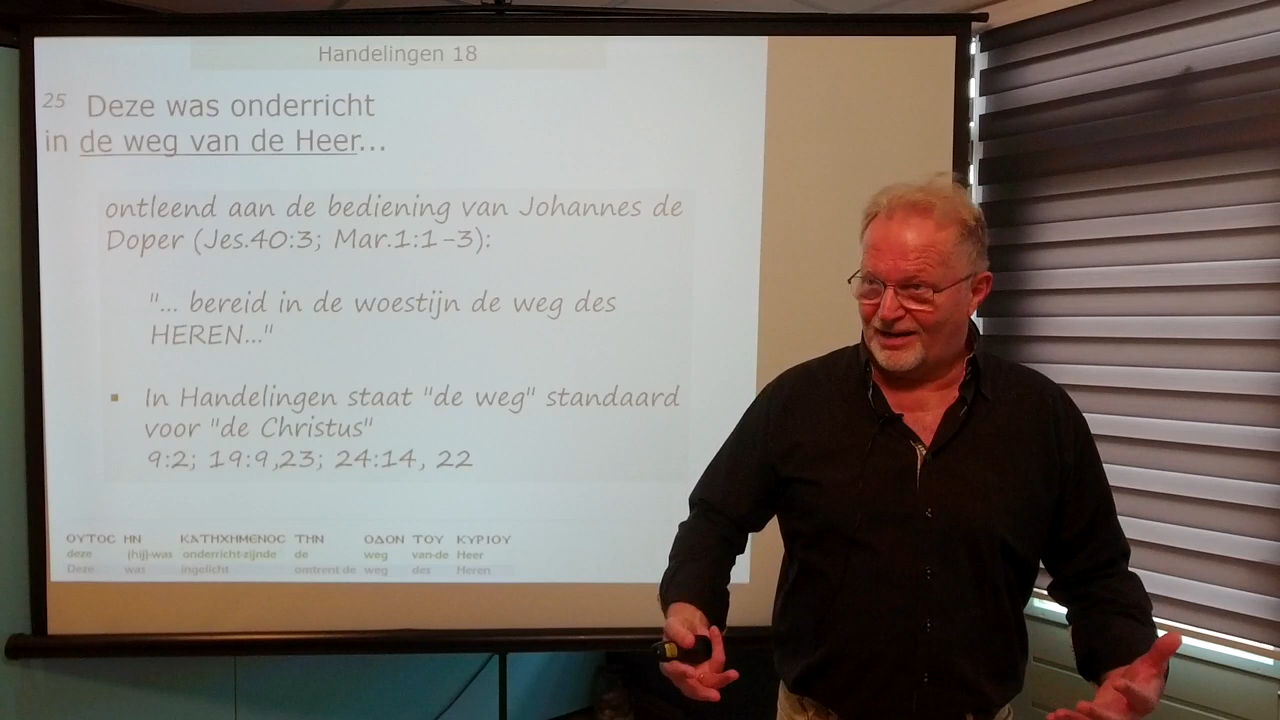 Handelingen 18
25 Deze was onderricht
in de weg van de Heer...
ontleend aan de bediening van Johannes de
Doper (Jes.40:3; Mar.1:1-3):
"... bereid in de woestijn de weg des
HEREN..."
▪ In Handelingen staat "de weg" standaard
voor "de Christus"
9:2; 19:9,23; 24:14, 22
ΟΥΤΟϹ ΗΝ ΚΑΤΗΧΗΜΕΝΟϹ ΤΗΝ ΟΔΟΝ ΤΟΥ ΚΥΡΙΟΥ
deze (hij)·was onderricht·zijnde de weg van·de Heer
Deze was ingelicht omtrent de weg des Heren